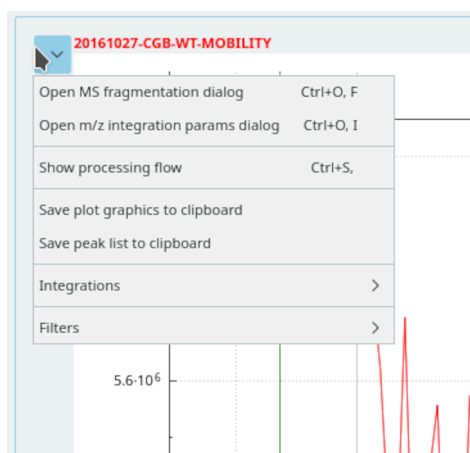 20161027-CGB-WT-MOBILITY
Open MS fragmentation dialog Ctrl+O, F
Open m/z integration params dialog Ctrl+O, I
Show processing flow Ctrl+S,
Save plot graphics to clipboard
Save peak list to clipboard
Integrations
Filters
5.6·10⁶